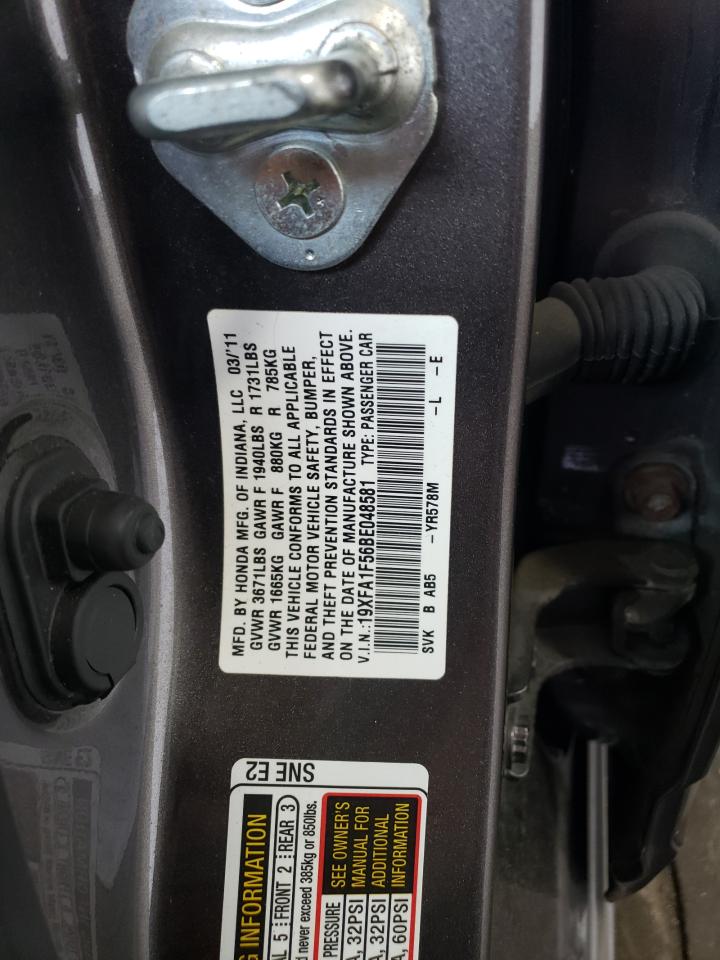 MFD. BY HONDA MFG. OF INDIANA, LLC 03/'11
GVWR 3671LBS GAWR F 1940LBS R 1731LBS
GVWR 1665KG GAWR F 880KG R 785KG
THIS VEHICLE CONFORMS TO ALL APPLICABLE
FEDERAL MOTOR VEHICLE SAFETY, BUMPER,
AND THEFT PREVENTION STANDARDS IN EFFECT
ON THE DATE OF MANUFACTURE SHOWN ABOVE.
V.I.N.:19XFA1F56BE048581 TYPE: PASSENGER CAR
SVK B AB5 -YR578M -L -E
SNE E2
G INFORMATION
AL 5 FRONT 2 REAR 3
d never exceed 385kg or 850lbs.
PRESSURE
A, 32PSI
A, 32PSI
A, 60PSI
SEE OWNER'S
MANUAL FOR
ADDITIONAL
INFORMATION